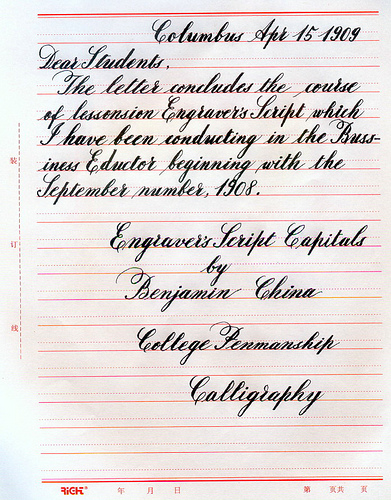 Columbus Apr 15 1909
Dear Students,
The letter concludes the course
of lessonsion Engraver's Script which
I have been conducting in the Buss-
iness Eductor beginning with the
September number, 1908.
Engraver's Script Capitals
by
Benjamin China
College Penmanship
Calligraphy
装
订
线
RiCH® 年 月 日 第 页共 页